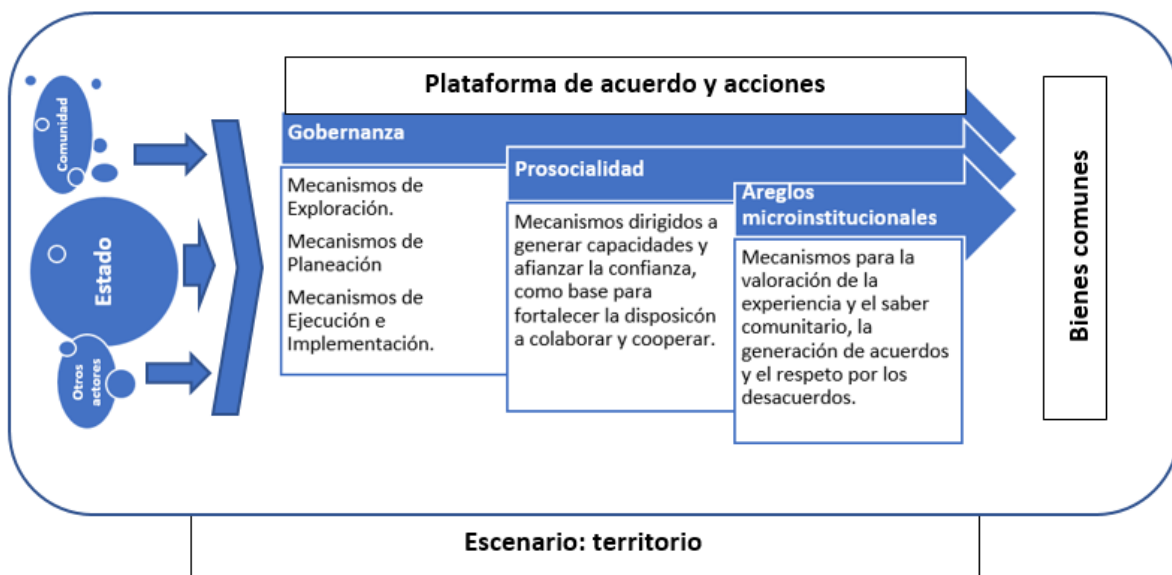 Comunidad
Estado
Otros
actores
Plataforma de acuerdo y acciones
Gobernanza
Mecanismos de
Exploración.
Mecanismos de
Planeación
Mecanismos de
Ejecución e
Implementación.
Prosocialidad
Mecanismos dirigidos a
generar capacidades y
afianzar la confianza,
como base para
fortalecer la disposicón
a colaborar y cooperar.
Areglos
microinstitucionales
Mecanismos para la
valoración de la
experiencia y el saber
comunitario, la
generación de acuerdos
y el respeto por los
desacuerdos.
Bienes comunes
Escenario: territorio